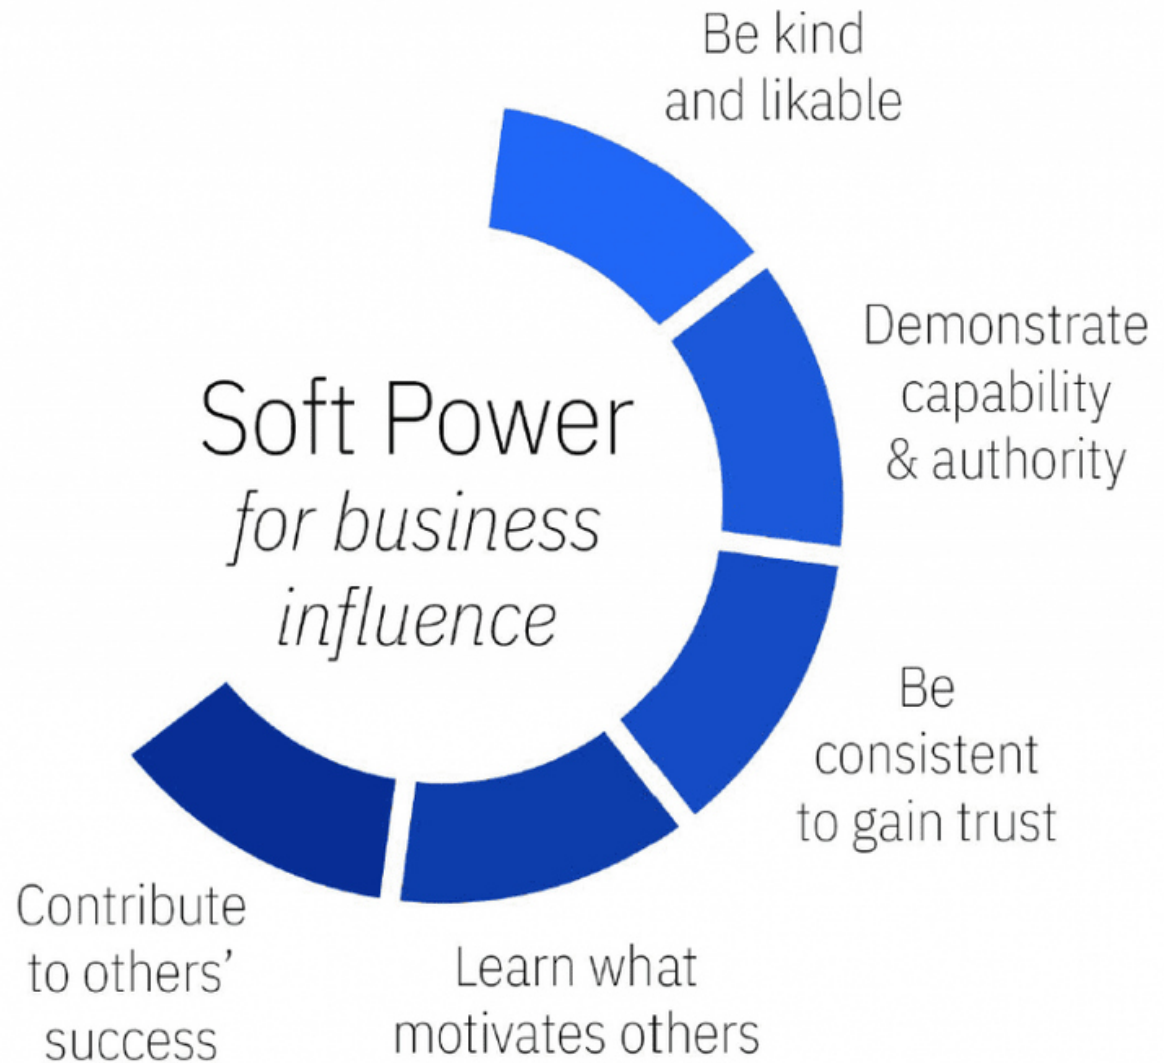 Be kind
and likable
Demonstrate
capability
& authority
Soft Power
for business
influence
Be
consistent
to gain trust
Contribute
to others’
success
Learn what
motivates others